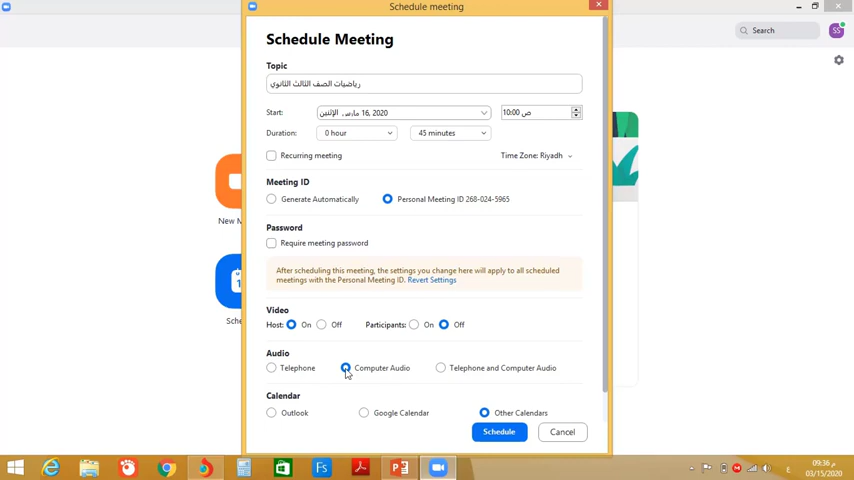 Schedule meeting
Search
SS
Schedule Meeting
Topic
رياضيات الصف الثالث الثانوي
Start:
الإثنين 16, مارس 2020
10:00 ص
Duration:
0 hour
45 minutes
Recurring meeting
Time Zone: Riyadh
Meeting ID
Generate Automatically
Personal Meeting ID 268-024-5965
New M
Password
Require meeting password
After scheduling this meeting, the settings you change here will apply to all scheduled
meetings with the Personal Meeting ID. Revert Settings
Video
Host: On Off Participants: On Off
Sche
Audio
Telephone Computer Audio Telephone and Computer Audio
Calendar
Outlook Google Calendar Other Calendars
Schedule Cancel
Fs
ع
09:36 م
03/15/2020